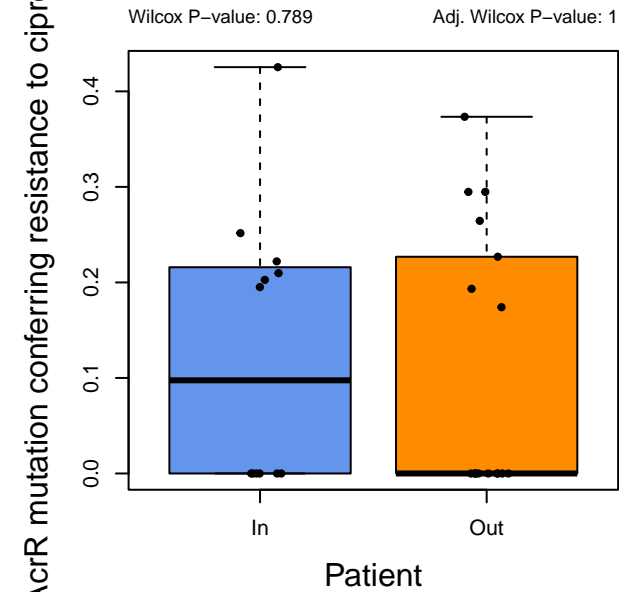 Wilcox P−value: 0.789
Adj. Wilcox P−value: 1
AcrR mutation conferring resistance to
0.4
0.3
0.2
0.1
0.0
In
Out
Patient